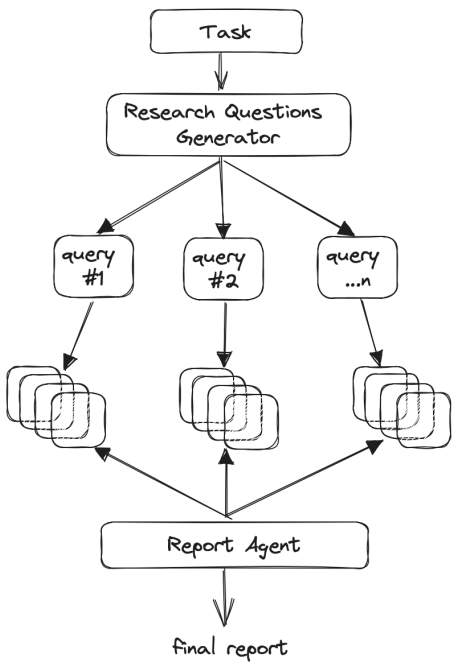 Task
Research Questions
Generator
query
#1
query
#2
query
...n
Report Agent
final report